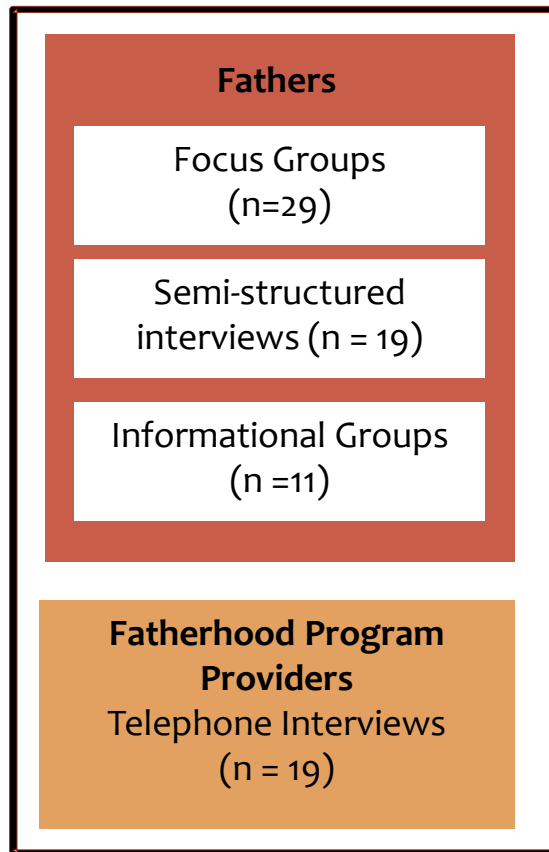 Fathers
Focus Groups
(n=29)
Semi-structured
interviews (n = 19)
Informational Groups
(n =11)
Fatherhood Program
Providers
Telephone Interviews
(n = 19)